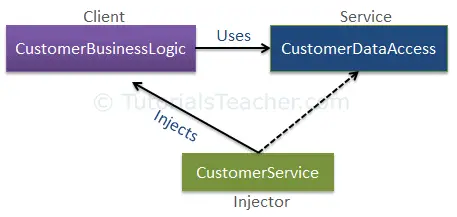 Client
Service
CustomerBusinessLogic
Uses
CustomerDataAccess
© TutorialsTeacher.com
Injects
CustomerService
Injector